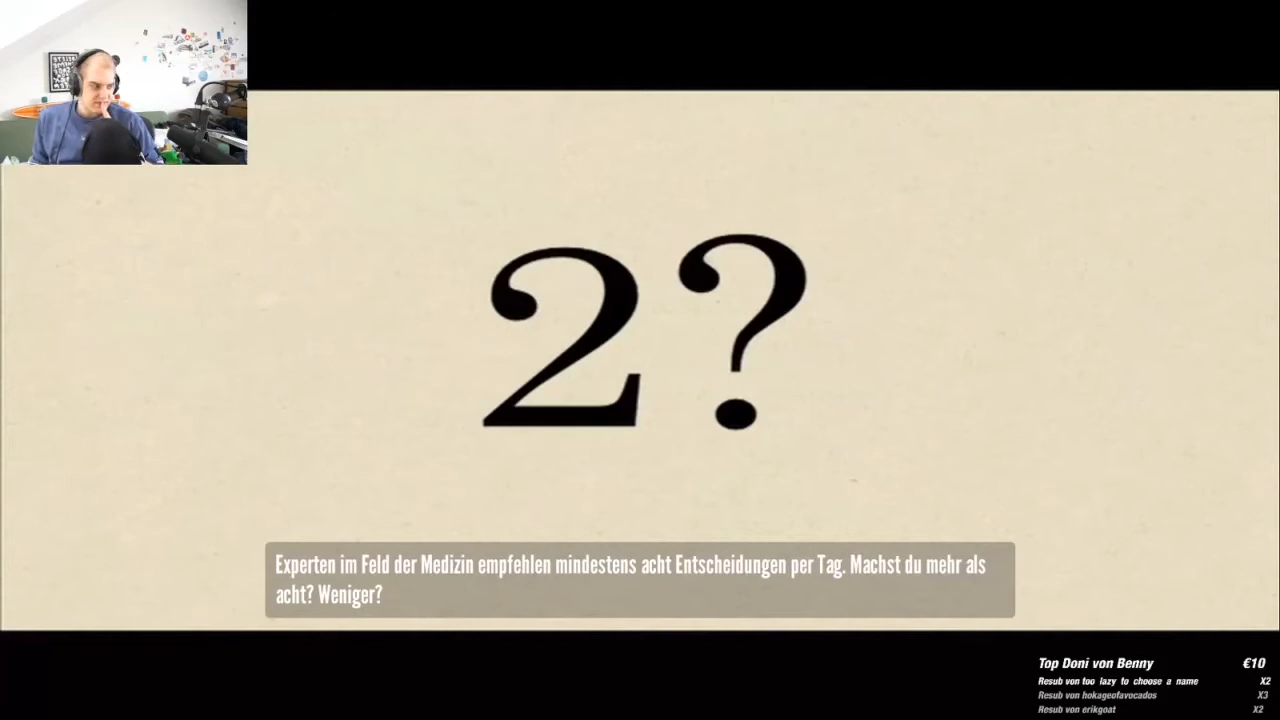 2?
Experten im Feld der Medizin empfehlen mindestens acht Entscheidungen per Tag. Machst du mehr als
acht? Weniger?
Top Doni von Benny €10
Resub von too lazy to choose a name X2
Resub von hokageofavocados X3
Resub von erikgoat X2